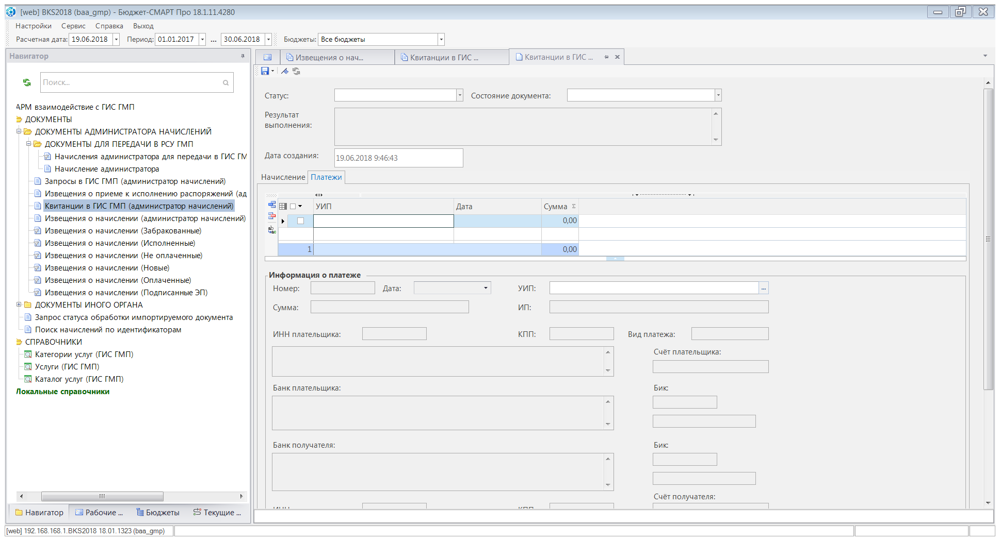 [web] BKS2018 (baa_gmp) - Бюджет-СМАРТ Про 18.1.11.4280
Настройки Сервис Справка Выход
Расчетная дата: 19.06.2018 Период: 01.01.2017 ... 30.06.2018 Бюджеты: Все бюджеты
Навигатор
Поиск...
АРМ взаимодействие с ГИС ГМП
ДОКУМЕНТЫ
ДОКУМЕНТЫ АДМИНИСТРАТОРА НАЧИСЛЕНИЙ
ДОКУМЕНТЫ ДЛЯ ПЕРЕДАЧИ В РСУ ГМП
Начисления администратора для передачи в ГИС ГМ
Начисление администратора
Запросы в ГИС ГМП (администратор начислений)
Извещения о приеме к исполнению распоряжений (ад
Квитанции в ГИС ГМП (администратор начислений)
Извещения о начислении (администратор начислений)
Извещения о начислении (Забракованные)
Извещения о начислении (Исполненные)
Извещения о начислении (Не оплаченные)
Извещения о начислении (Новые)
Извещения о начислении (Оплаченные)
Извещения о начислении (Подписанные ЭП)
ДОКУМЕНТЫ ИНОГО ОРГАНА
Запрос статуса обработки импортируемого документа
Поиск начислений по идентификаторам
СПРАВОЧНИКИ
Категории услуг (ГИС ГМП)
Услуги (ГИС ГМП)
Каталог услуг (ГИС ГМП)
Локальные справочники
Навигатор Рабочие ... Бюджеты Текущие ...
Извещения о нач... Квитанции в ГИС ... Квитанции в ГИС ...
Статус: Состояние документа:
Результат
выполнения:
Дата создания: 19.06.2018 9:46:43
Начисление Платежи
УИП Дата Сумма Σ
0,00
ab
ac
1 0,00
Информация о платеже
Номер: Дата: УИП: ...
Сумма: ИП:
ИНН плательщика: КПП: Вид платежа:
Счёт плательщика:
Банк плательщика: Бик:
Банк получателя: Бик:
Счёт получателя:
[web] 192.168.168.1.BKS2018 18.01.1323 (baa_gmp)